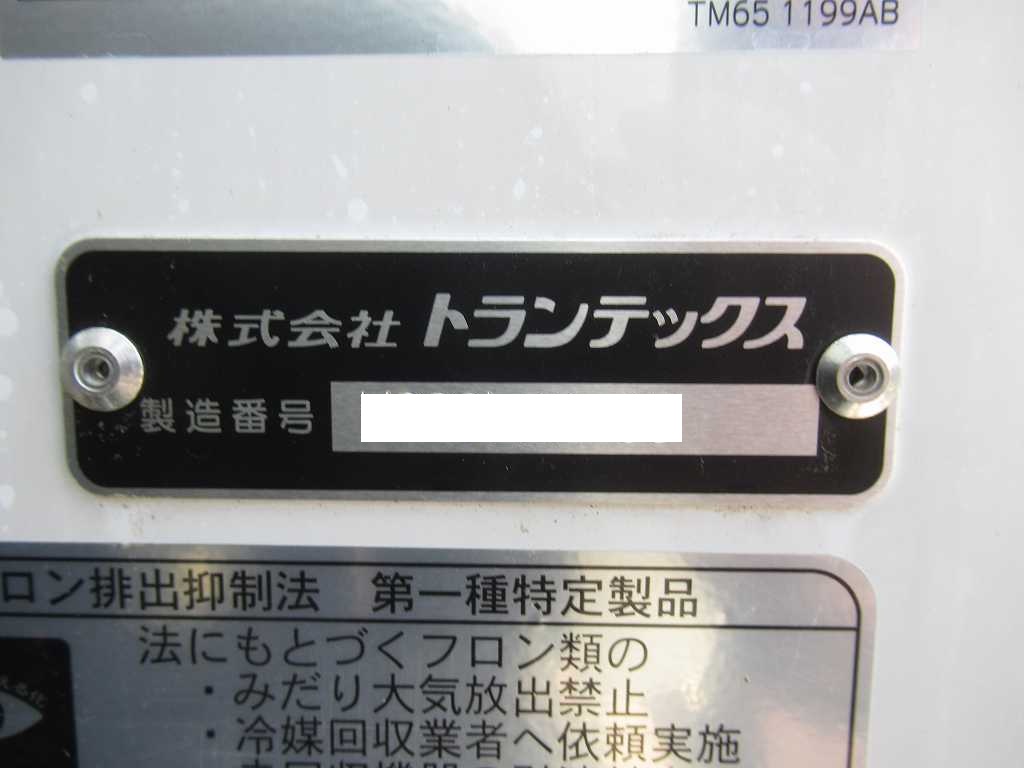 TM65 1199AB
株式会社 トランテックス
製造番号
ロン排出抑制法 第一種特定製品
法にもとづくフロン類の
・みだり大気放出禁止
・冷媒回収業者へ依頼実施